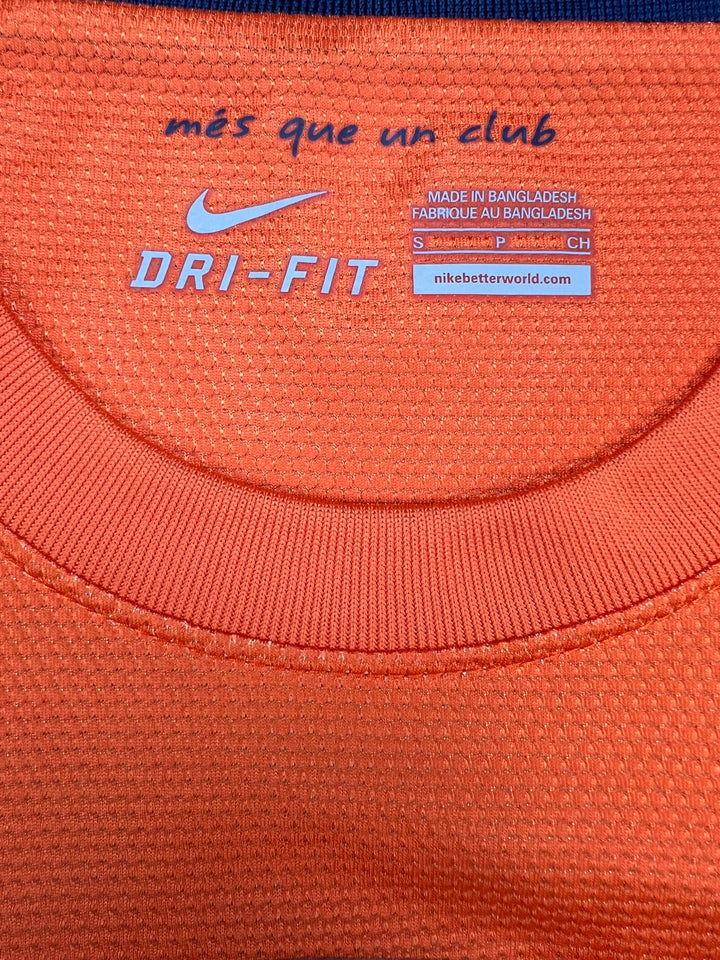 més que un club
MADE IN BANGLADESH
FABRIQUE AU BANGLADESH
S P CH
nikebetterworld.com
DRI-FIT